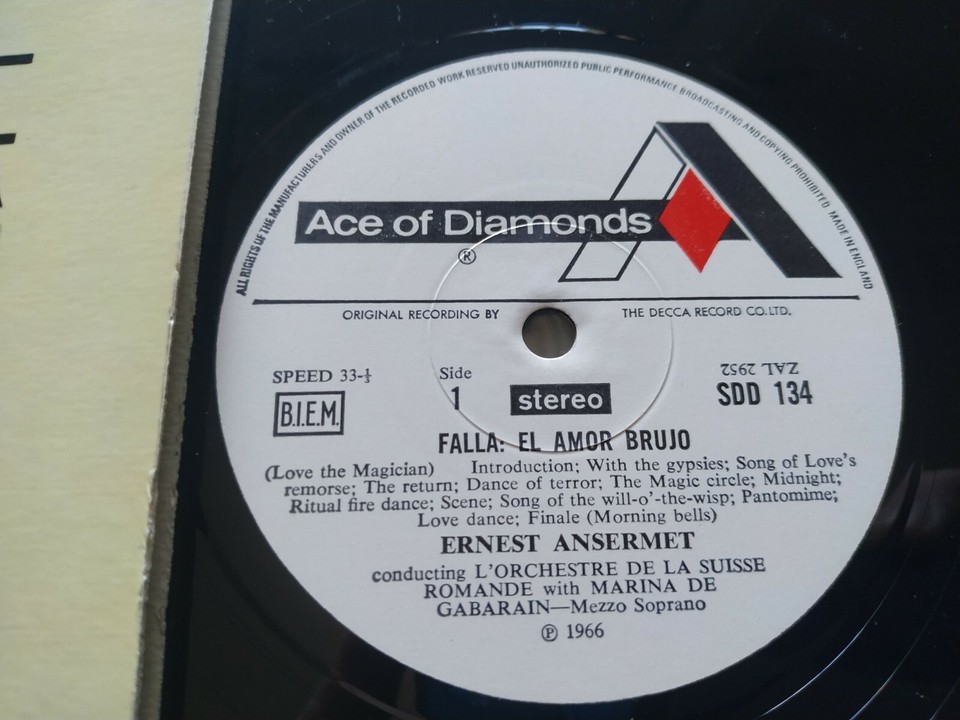 ALL RIGHTS OF THE MANUFACTURERS AND OWNER OF THE RECORDED WORK RESERVED UNAUTHORIZED PUBLIC PERFORMANCE BROADCASTING AND COPYING PROHIBITED. MADE IN ENGLAND
Ace of Diamonds
®
ORIGINAL RECORDING BY THE DECCA RECORD CO. LTD.
SPEED 33-⅓
Side
ZAL 2952
B.I.E.M.
1
stereo
SDD 134
FALLA: EL AMOR BRUJO
(Love the Magician) Introduction; With the gypsies; Song of Love's
remorse; The return; Dance of terror; The Magic circle; Midnight;
Ritual fire dance; Scene; Song of the will-o'-the-wisp; Pantomime;
Love dance; Finale (Morning bells)
ERNEST ANSERMET
conducting L'ORCHESTRE DE LA SUISSE
ROMANDE with MARINA DE
GABARAIN—Mezzo Soprano
℗ 1966